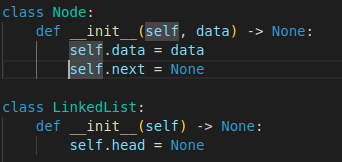 class Node:
    def __init__(self, data) -> None:
        self.data = data
        self.next = None

class LinkedList:
    def __init__(self) -> None:
        self.head = None